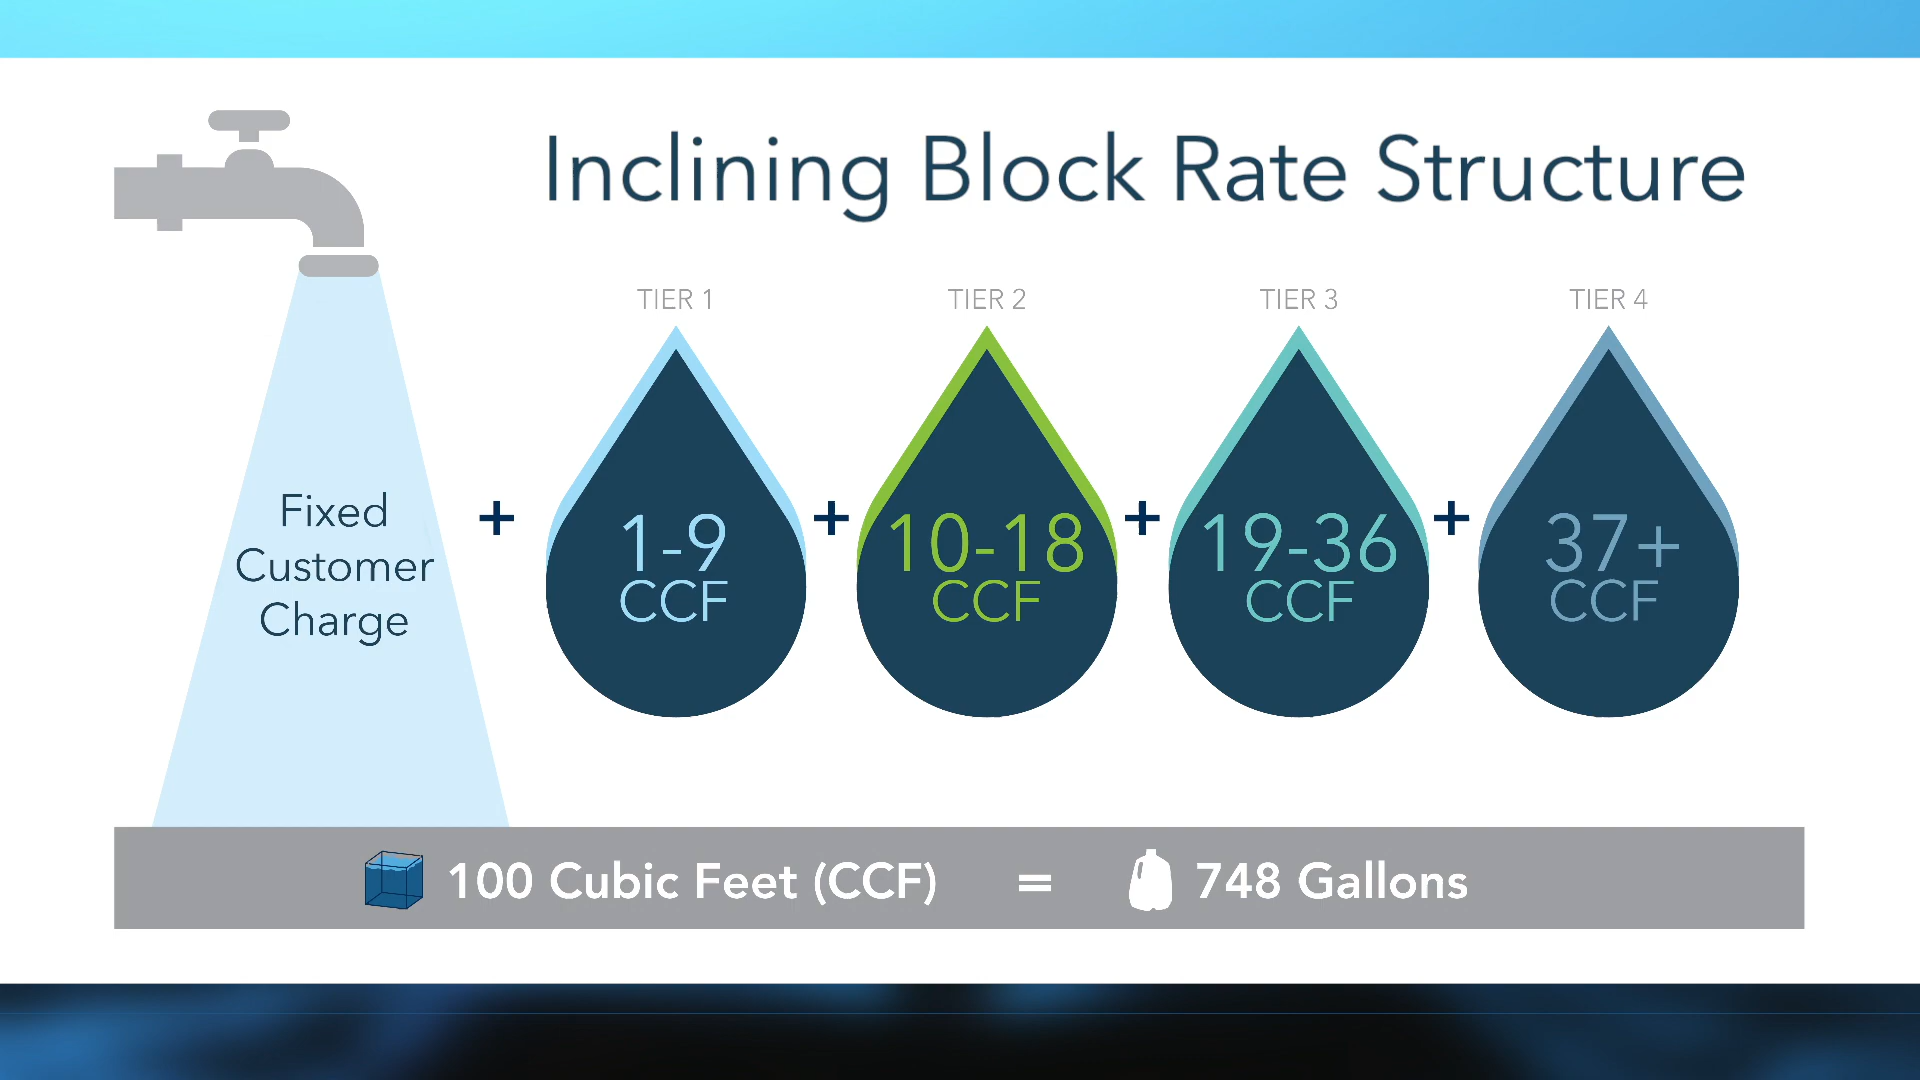 Inclining Block Rate Structure
TIER 1
TIER 2
TIER 3
TIER 4
Fixed
Customer
Charge
+
1-9
CCF
+
10-18
CCF
+
19-36
CCF
+
37+
CCF
100 Cubic Feet (CCF) = 748 Gallons